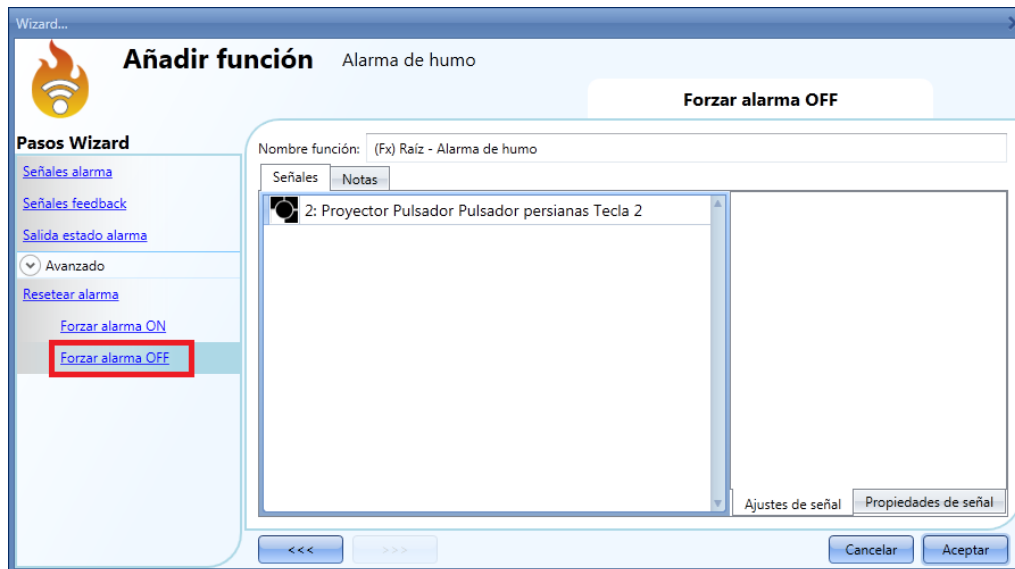 Wizard...
Añadir función Alarma de humo
Forzar alarma OFF
Pasos Wizard
Señales alarma
Señales feedback
Salida estado alarma
Avanzado
Resetear alarma
Forzar alarma ON
Forzar alarma OFF
Nombre función: (Fx) Raíz - Alarma de humo
Señales Notas
2: Proyector Pulsador Pulsador persianas Tecla 2
Ajustes de señal Propiedades de señal
<<< >>> Cancelar Aceptar